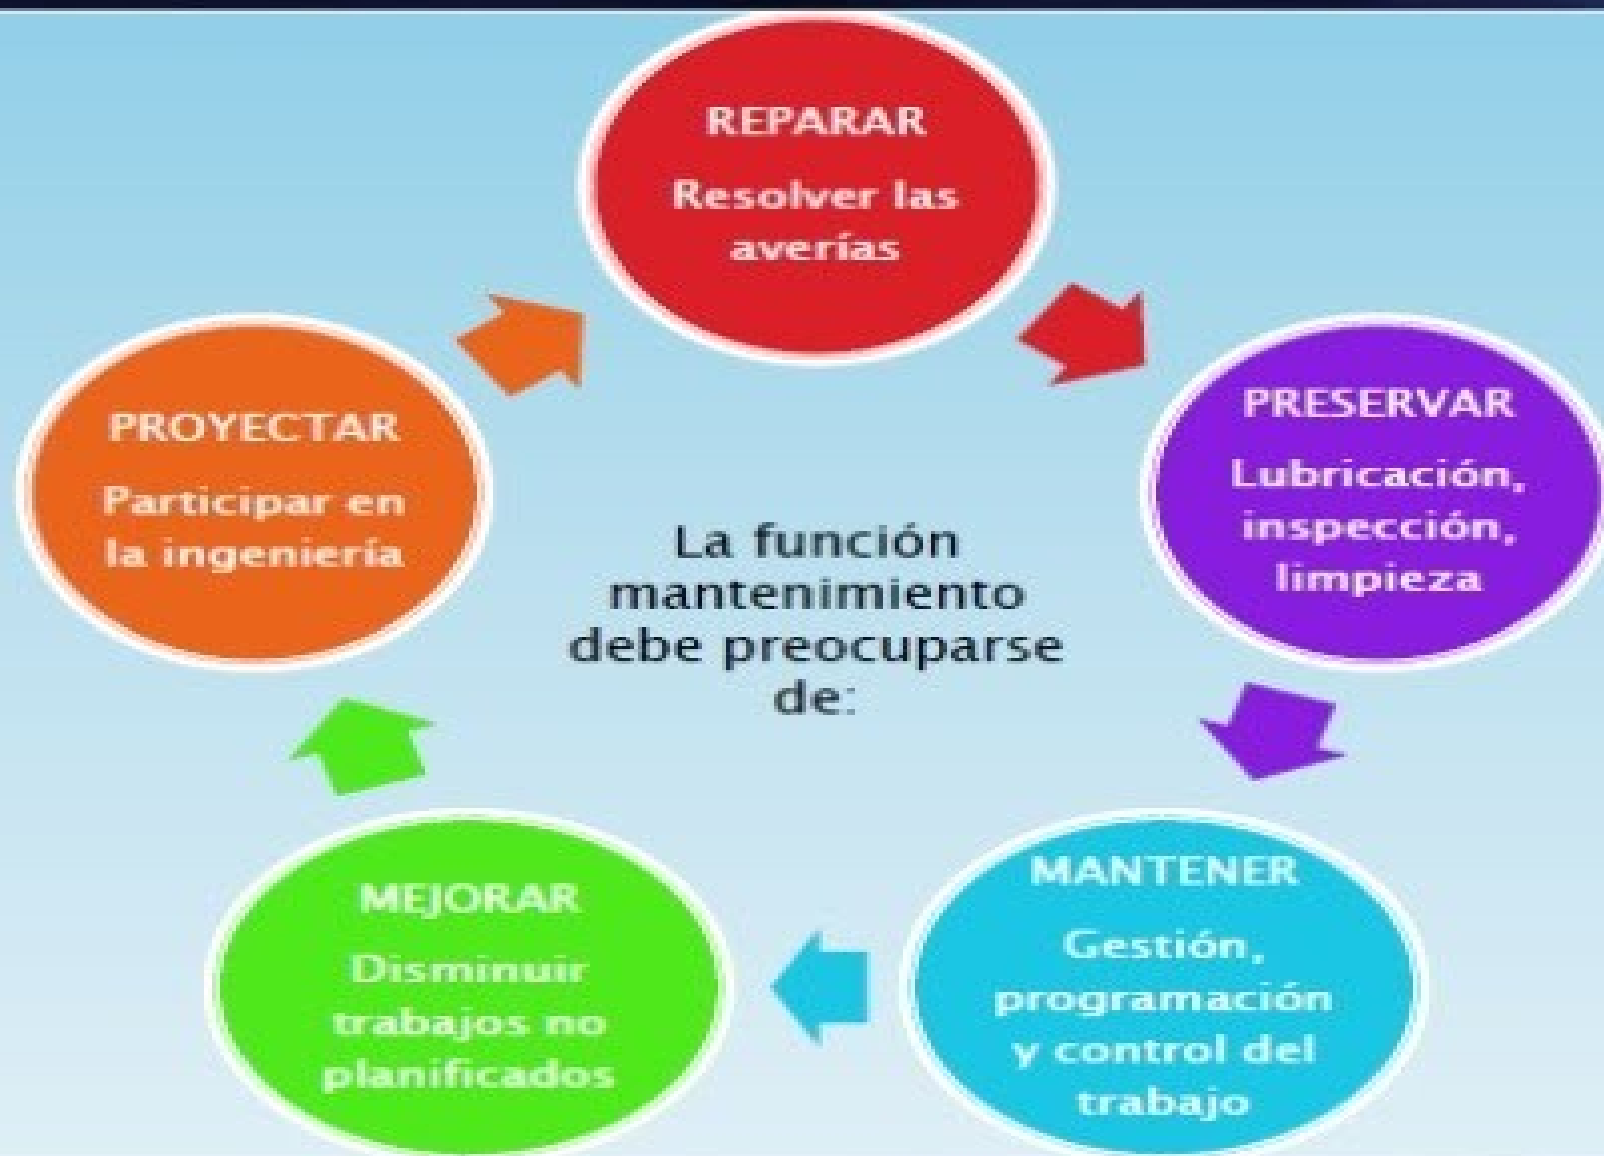 REPARAR
Resolver las
averías
PRESERVAR
Lubricación,
inspección,
limpieza
MANTENER
Gestión,
programación
y control del
trabajo
MEJORAR
Disminuir
trabajos no
planificados
PROYECTAR
Participar en
la ingeniería
La función
mantenimiento
debe preocuparse
de: